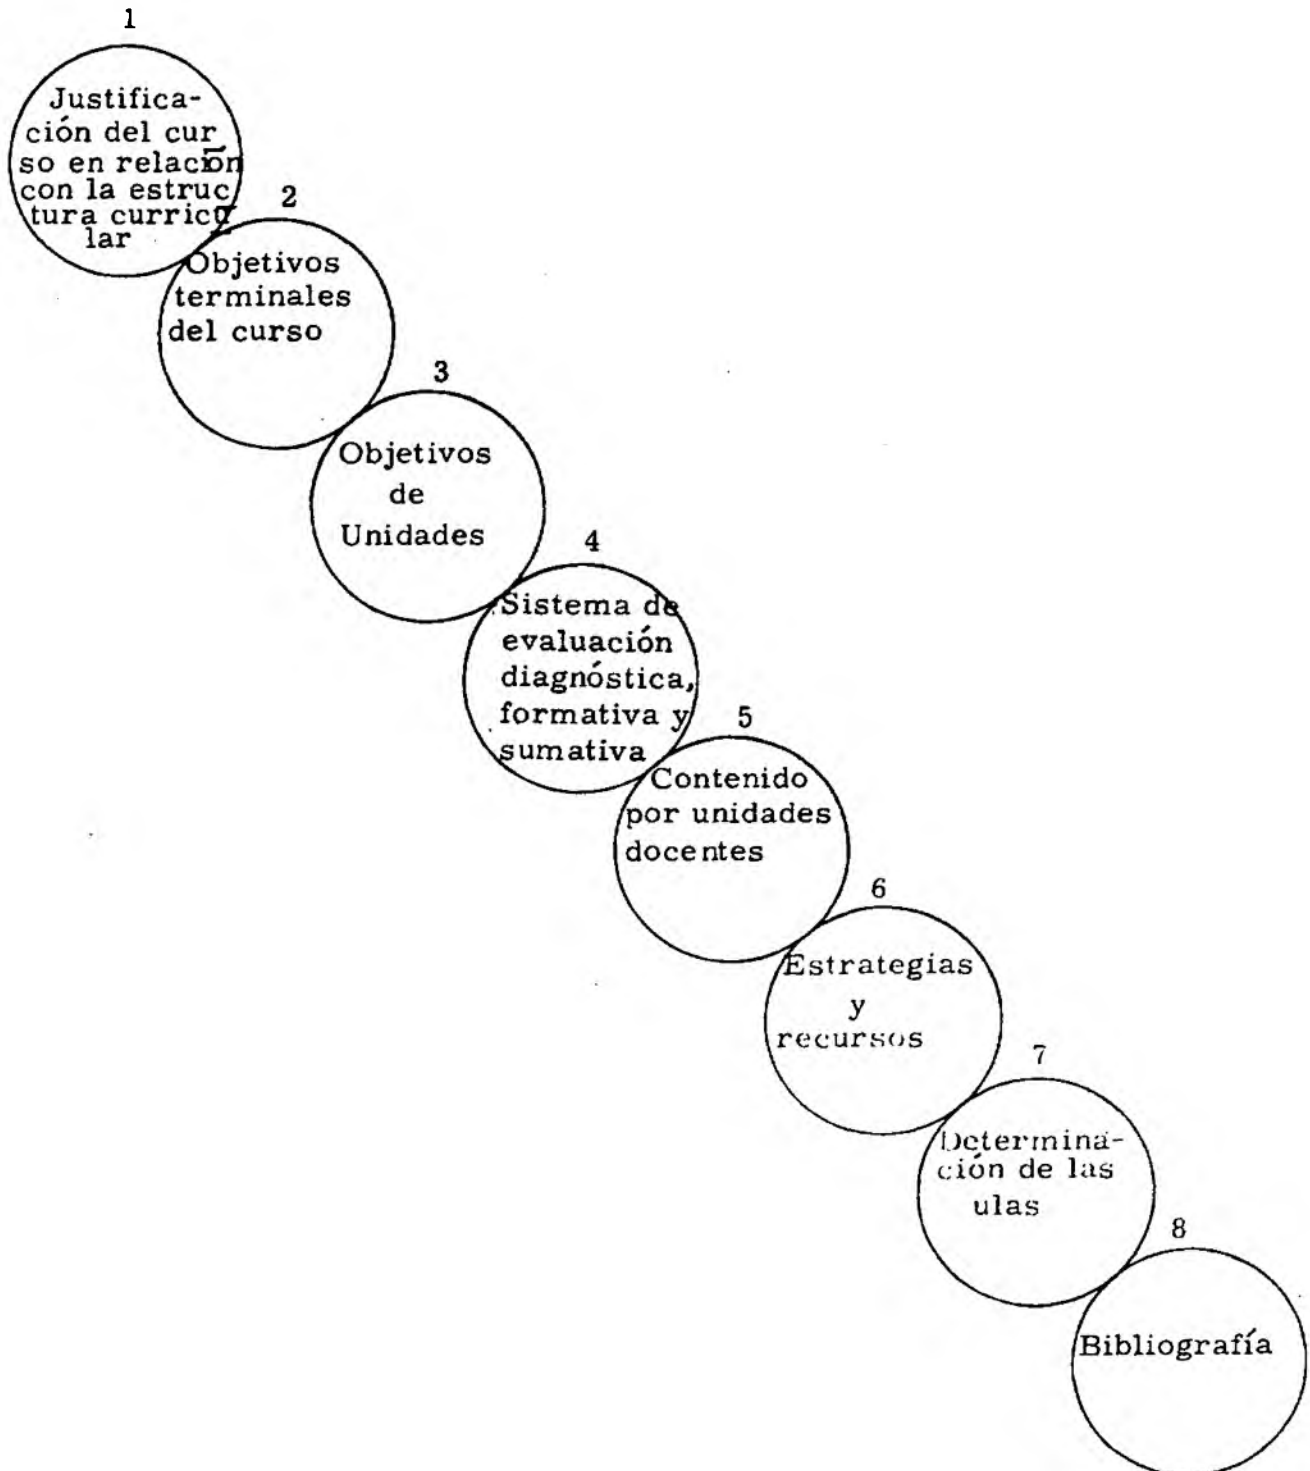 1
Justifica-
ción del cur
so en relación
con la estruc
tura curricu
lar
2
Objetivos
terminales
del curso
3
Objetivos
de
Unidades
4
Sistema de
evaluación
diagnóstica,
formativa y
sumativa
5
Contenido
por unidades
docentes
6
Estrategias
y
recursos
7
Determina-
ción de las
ulas
8
Bibliografía